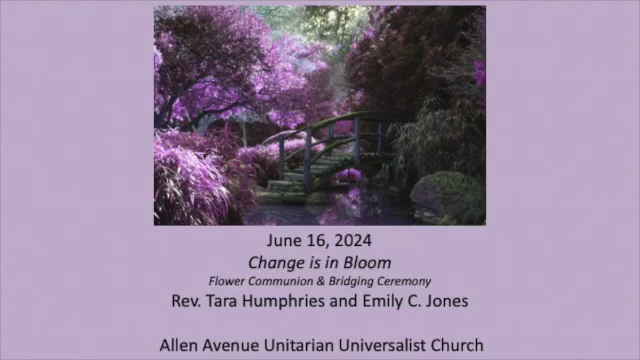 June 16, 2024
Change is in Bloom
Flower Communion & Bridging Ceremony
Rev. Tara Humphries and Emily C. Jones
Allen Avenue Unitarian Universalist Church